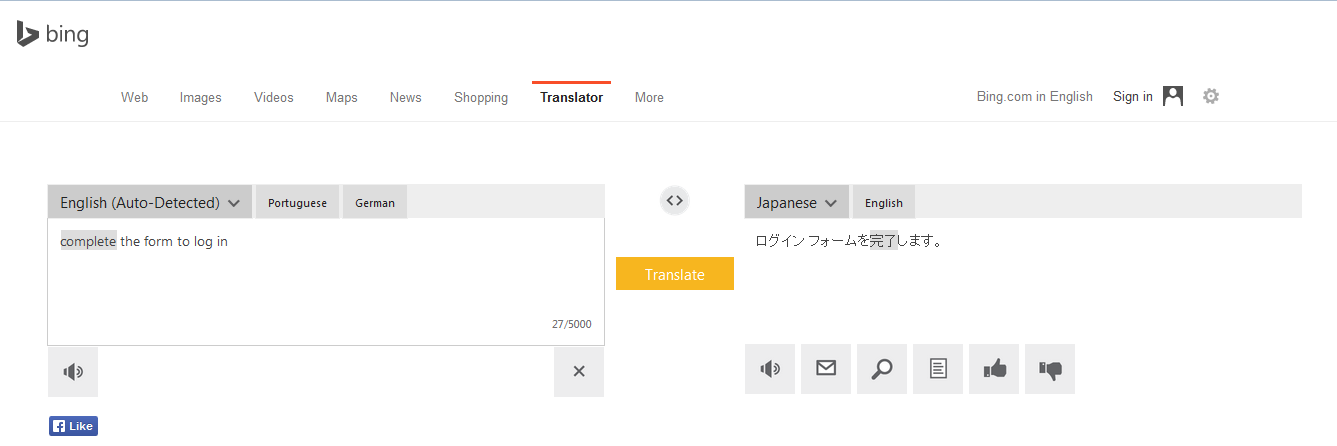 bing
Web Images Videos Maps News Shopping Translator More Bing.com in English Sign in
English (Auto-Detected) Portuguese German Japanese English
complete the form to log in
ログイン フォームを完了します。
Translate
27/5000
Like